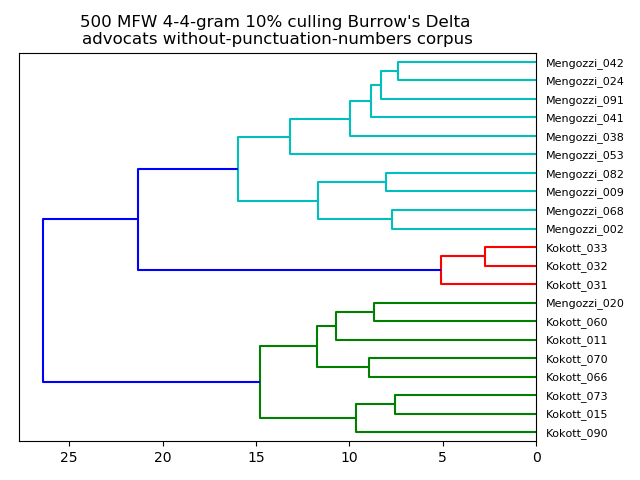 500 MFW 4-4-gram 10% culling Burrow's Delta
advocats without-punctuation-numbers corpus
Mengozzi_042
Mengozzi_024
Mengozzi_091
Mengozzi_041
Mengozzi_038
Mengozzi_053
Mengozzi_082
Mengozzi_009
Mengozzi_068
Mengozzi_002
Kokott_033
Kokott_032
Kokott_031
Mengozzi_020
Kokott_060
Kokott_011
Kokott_070
Kokott_066
Kokott_073
Kokott_015
Kokott_090
25 20 15 10 5 0